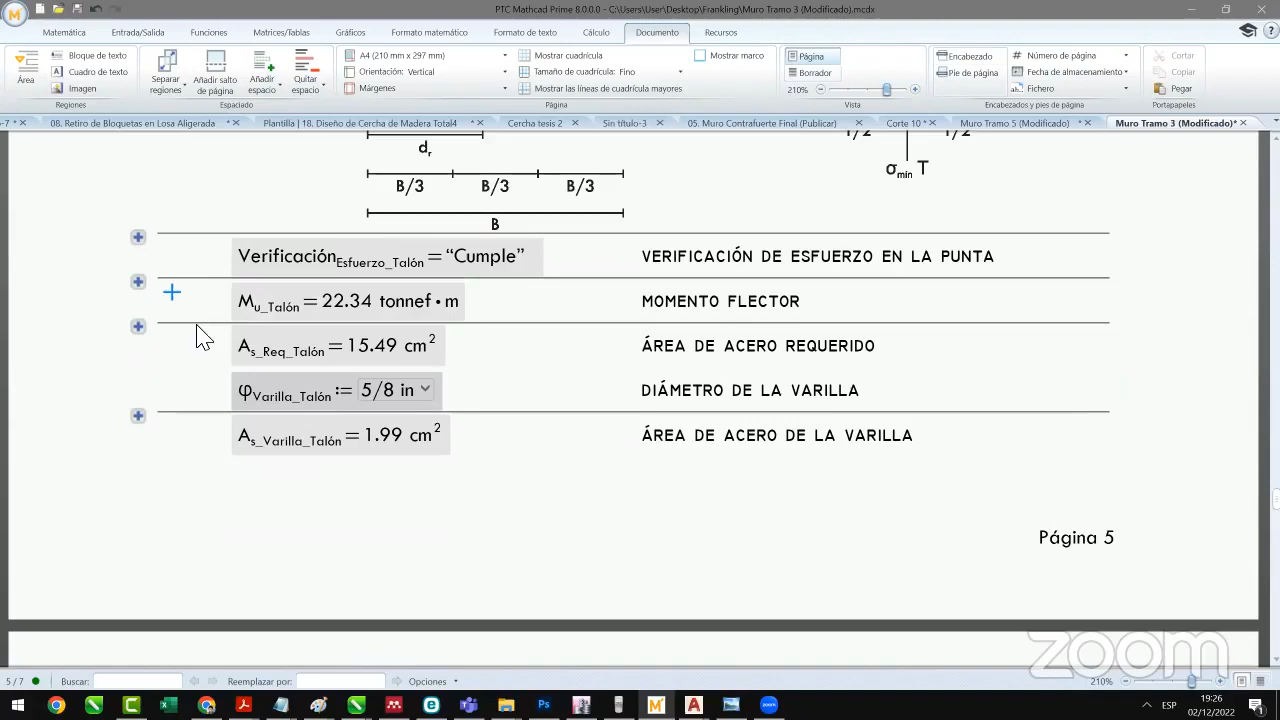 PTC Mathcad Prime 8.0.0.0 - C:\Users\User\Desktop\Frankling\Muro Tramo 3 (Modificado).mcdx
Matemática Entrada/Salida Funciones Matrices/Tablas Gráficos Formato matemático Formato de texto Cálculo Documento Recursos
Área
Bloque de texto
Cuadro de texto
Imagen
Regiones
Separar regiones
Añadir salto de página
Añadir espacio
Quitar espacio
Espaciado
A4 (210 mm x 297 mm)
Orientación: Vertical
Márgenes
Mostrar cuadrícula
Tamaño de cuadrícula: Fino
Mostrar las líneas de cuadrícula mayores
Mostrar marco
Página
Página
Borrador
210%
Vista
Encabezado
Pie de página
Número de página
Fecha de almacenamiento
Fichero
Encabezados y pies de página
Cortar
Copiar
Pegar
Portapapeles
-7 * 08. Retiro de Bloquetas en Losa Aligerada * Plantilla | 18. Diseño de Cercha de Madera Total4 * Cercha tesis 2 Sin título-3 05. Muro Contrafuerte Final (Publicar) Corte 10 * Muro Tramo 5 (Modificado) * Muro Tramo 3 (Modificado)*
dr
T/2 T/2
σmín T
B/3 B/3 B/3
B
VerificaciónEsfuerzo_Talón = “Cumple” VERIFICACIÓN DE ESFUERZO EN LA PUNTA
Mu_Talón = 22.34 tonnef • m MOMENTO FLECTOR
As_Req_Talón = 15.49 cm2 ÁREA DE ACERO REQUERIDO
φVarilla_Talón := 5/8 in DIÁMETRO DE LA VARILLA
As_Varilla_Talón = 1.99 cm2 ÁREA DE ACERO DE LA VARILLA
Página 5
zoom
5 / 7 Buscar: Reemplazar por: Opciones 210%
ESP 19:26
02/12/2022